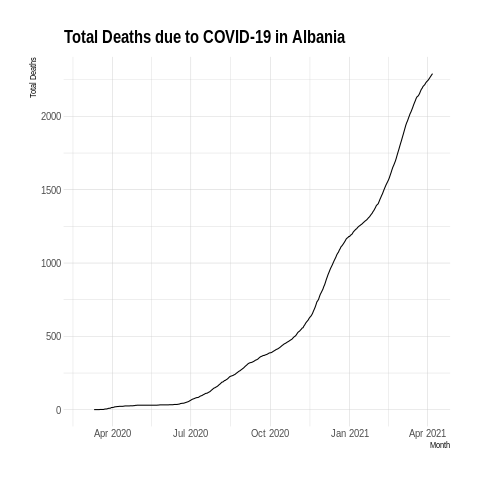 Total Deaths due to COVID-19 in Albania
Total Deaths
2000
1500
1000
500
0
Apr 2020 Jul 2020 Oct 2020 Jan 2021 Apr 2021
Month